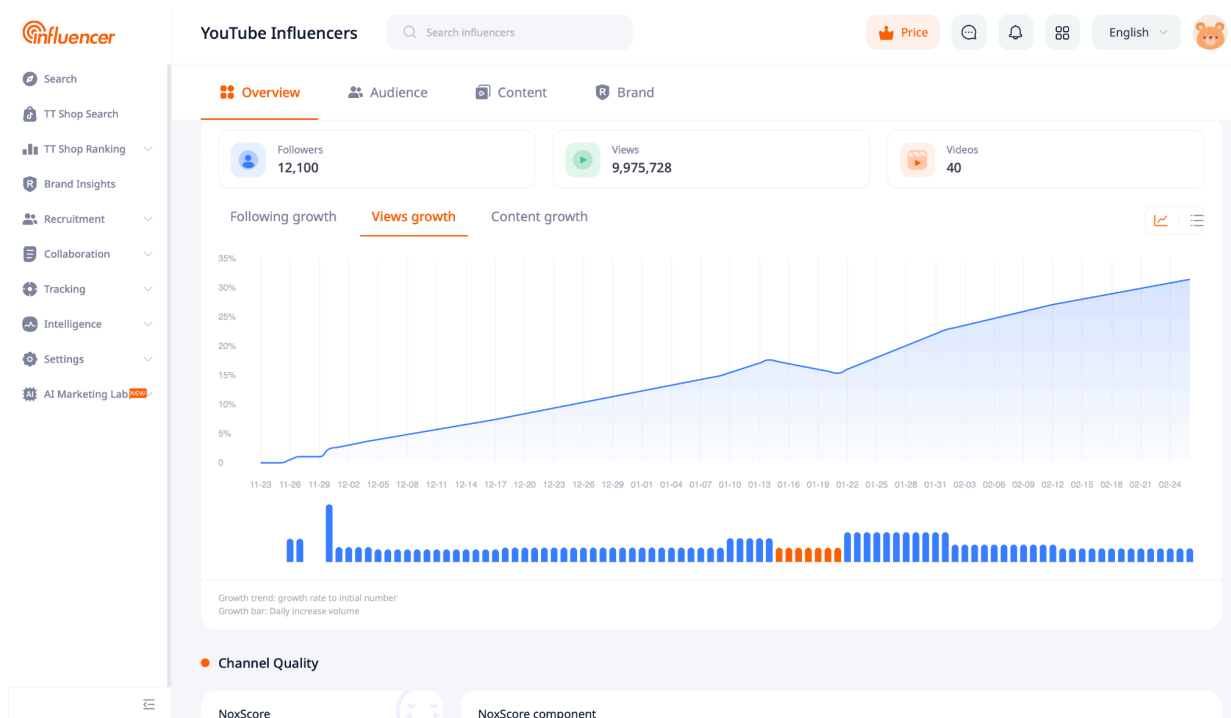 influencer
YouTube Influencers
Search influencers
Price
English
Search
TT Shop Search
TT Shop Ranking
Brand Insights
Recruitment
Collaboration
Tracking
Intelligence
Settings
AI Marketing Lab NEW
Overview
Audience
Content
Brand
Followers
12,100
Views
9,975,728
Videos
40
Following growth
Views growth
Content growth
35%
30%
25%
20%
15%
10%
5%
0
11-23 11-26 11-29 12-02 12-05 12-08 12-11 12-14 12-17 12-20 12-23 12-26 12-29 01-01 01-04 01-07 01-10 01-13 01-16 01-19 01-22 01-25 01-28 01-31 02-03 02-06 02-09 02-12 02-15 02-18 02-21 02-24
Growth trend: growth rate to initial number
Growth bar: Daily increase volume
Channel Quality
NoxScore
NoxScore component